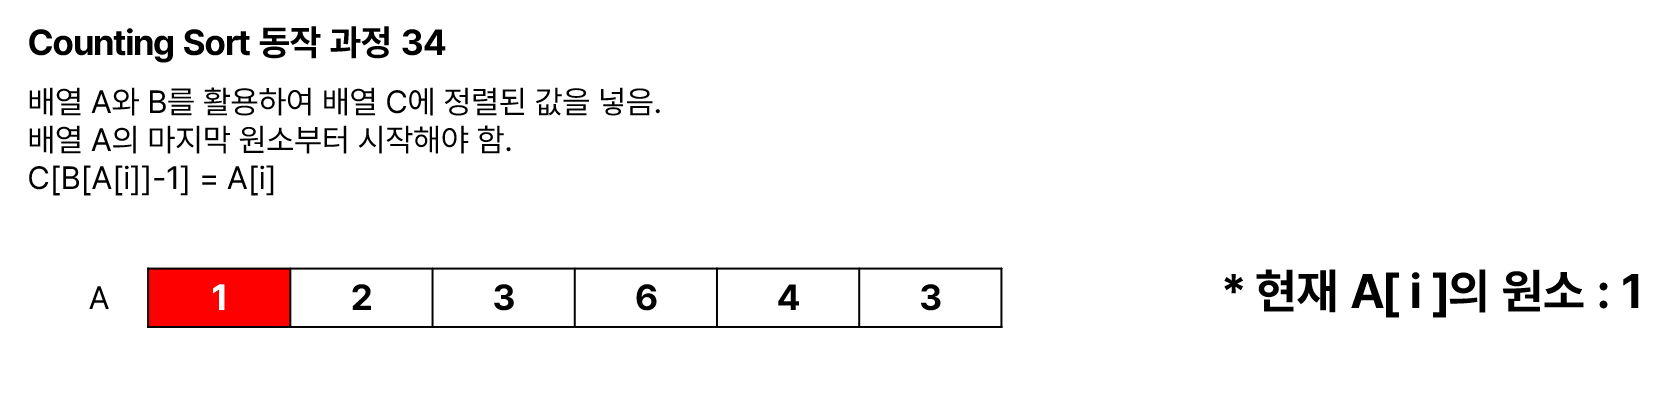 Counting Sort 동작 과정 34
배열 A와 B를 활용하여 배열 C에 정렬된 값을 넣음.
배열 A의 마지막 원소부터 시작해야 함.
C[B[A[i]]-1] = A[i]
A 1 2 3 6 4 3
* 현재 A[ i ]의 원소 : 1